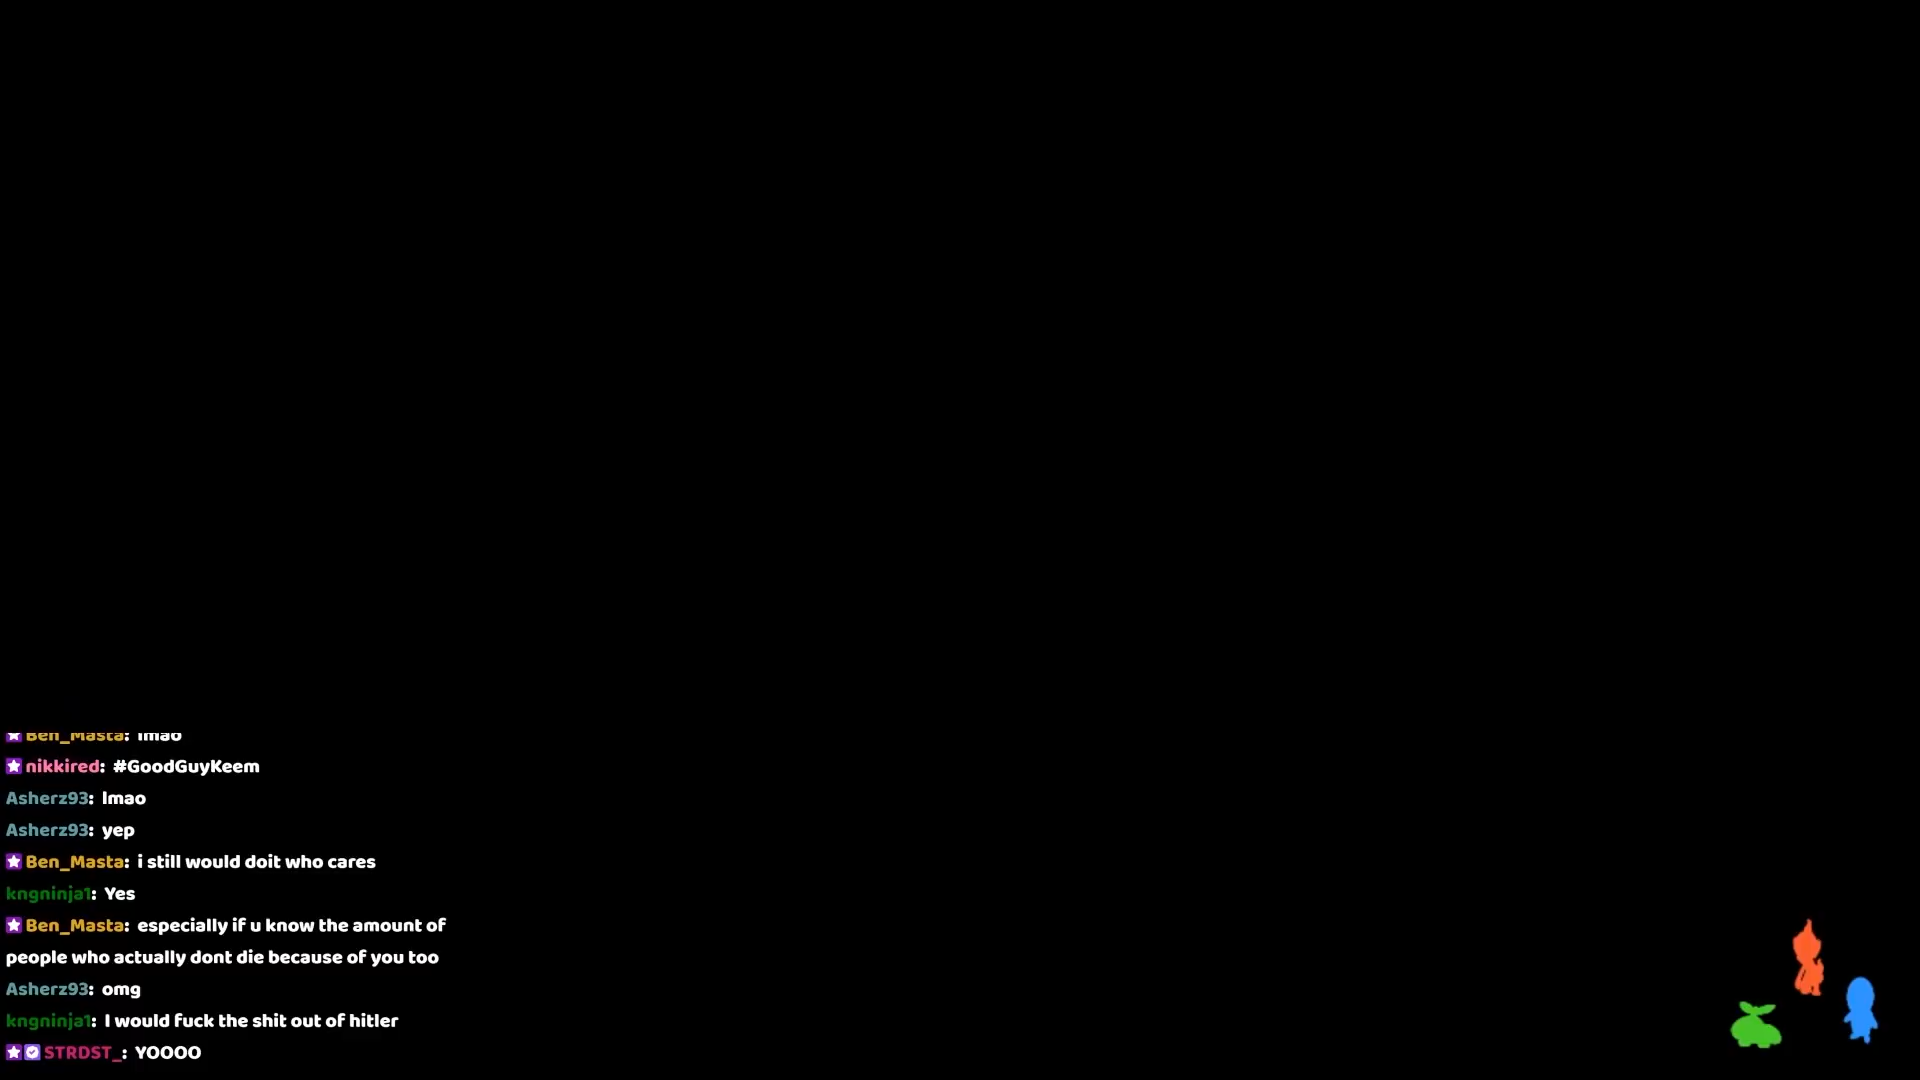 Ben_Masta: lmao
nikkired: #GoodGuyKeem
Asherz93: lmao
Asherz93: yep
Ben_Masta: i still would doit who cares
kngninja1: Yes
Ben_Masta: especially if u know the amount of
people who actually dont die because of you too
Asherz93: omg
kngninja1: I would fuck the shit out of hitler
STRDST_: YOOOO